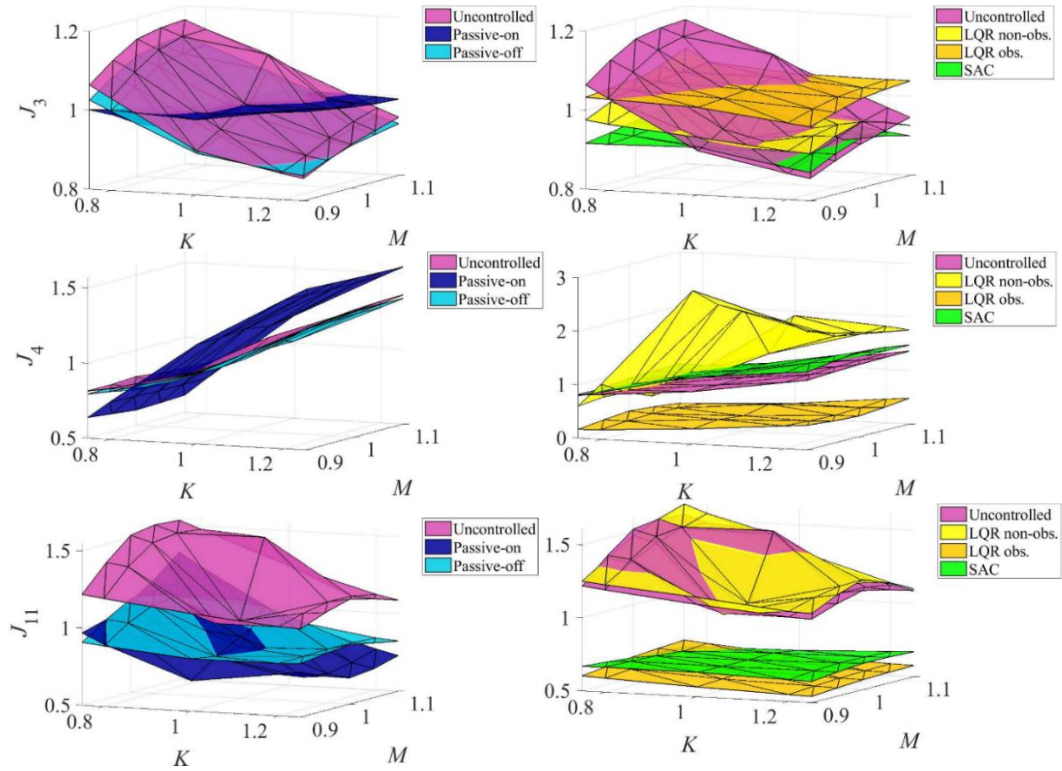 1.2
1
0.8
J3
0.8
1
1.2
K
0.9
1
1.1
M
Uncontrolled
Passive-on
Passive-off
1.2
1
0.8
0.8
1
1.2
K
0.9
1
1.1
M
Uncontrolled
LQR non-obs.
LQR obs.
SAC
1.5
1
0.5
J4
0.8
1
1.2
K
0.9
1
1.1
M
Uncontrolled
Passive-on
Passive-off
3
2
1
0
0.8
1
1.2
K
0.9
1
1.1
M
Uncontrolled
LQR non-obs.
LQR obs.
SAC
1.5
1
0.5
J11
0.8
1
1.2
K
0.9
1
1.1
M
Uncontrolled
Passive-on
Passive-off
1.5
1
0.5
0.8
1
1.2
K
0.9
1
1.1
M
Uncontrolled
LQR non-obs.
LQR obs.
SAC